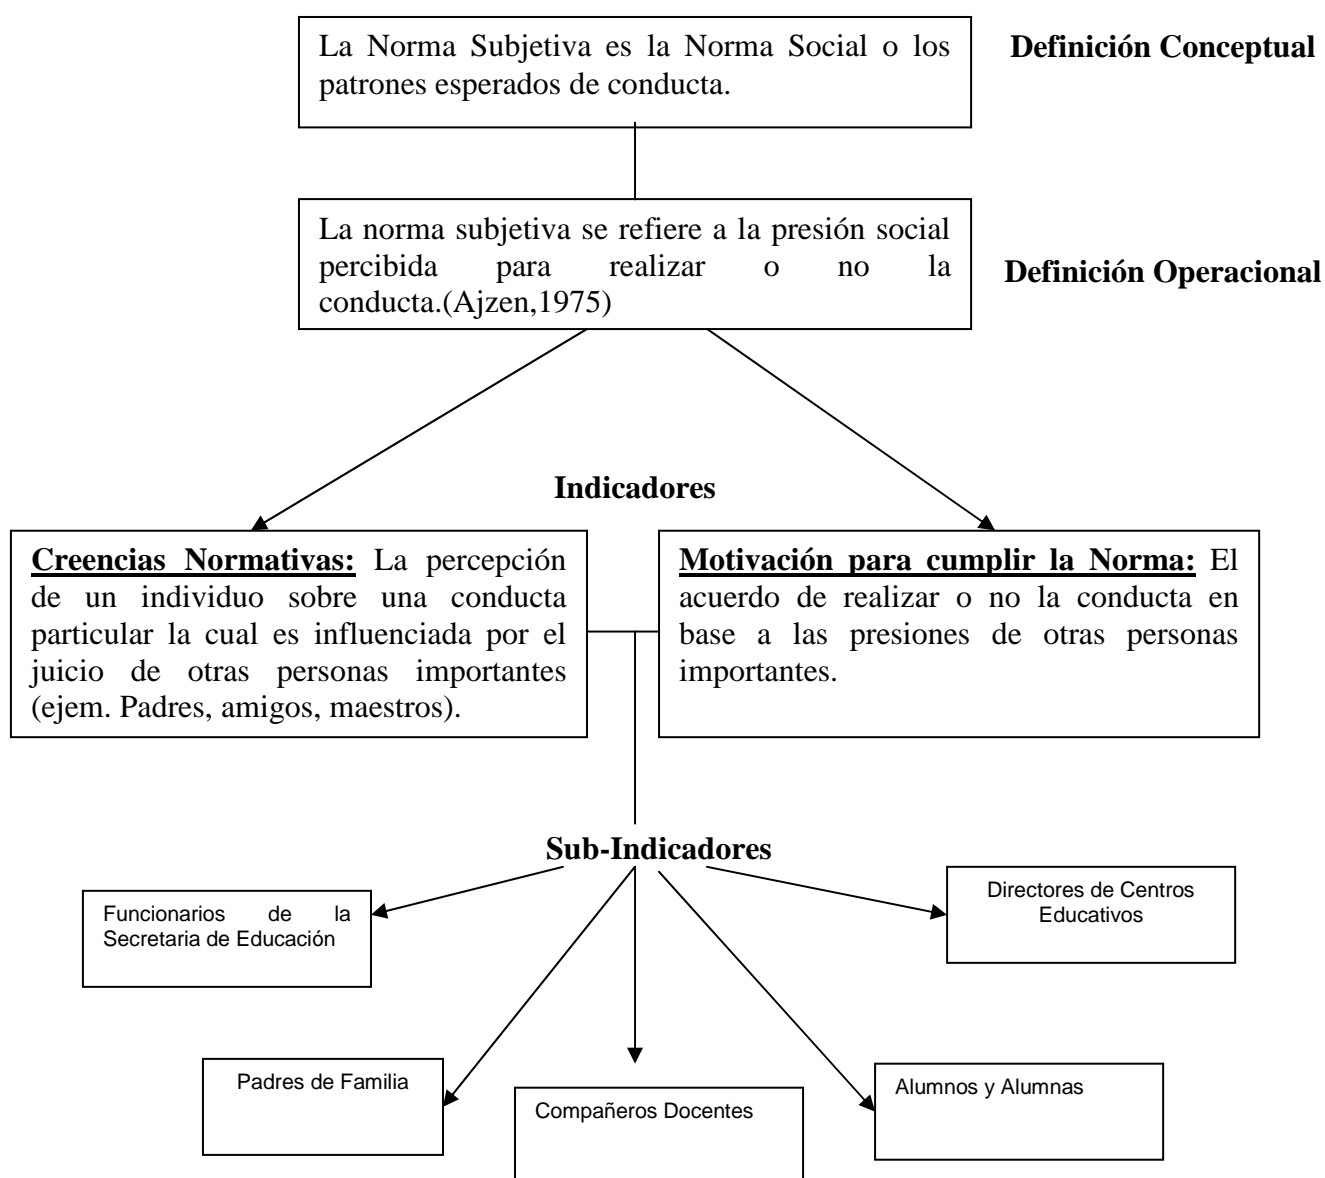 La Norma Subjetiva es la Norma Social o los
patrones esperados de conducta.
Definición Conceptual
La norma subjetiva se refiere a la presión social
percibida para realizar o no la
conducta.(Ajzen,1975)
Definición Operacional
Indicadores
Creencias Normativas: La percepción
de un individuo sobre una conducta
particular la cual es influenciada por el
juicio de otras personas importantes
(ejem. Padres, amigos, maestros).
Motivación para cumplir la Norma: El
acuerdo de realizar o no la conducta en
base a las presiones de otras personas
importantes.
Sub-Indicadores
Funcionarios de la
Secretaria de Educación
Directores de Centros
Educativos
Padres de Familia
Compañeros Docentes
Alumnos y Alumnas